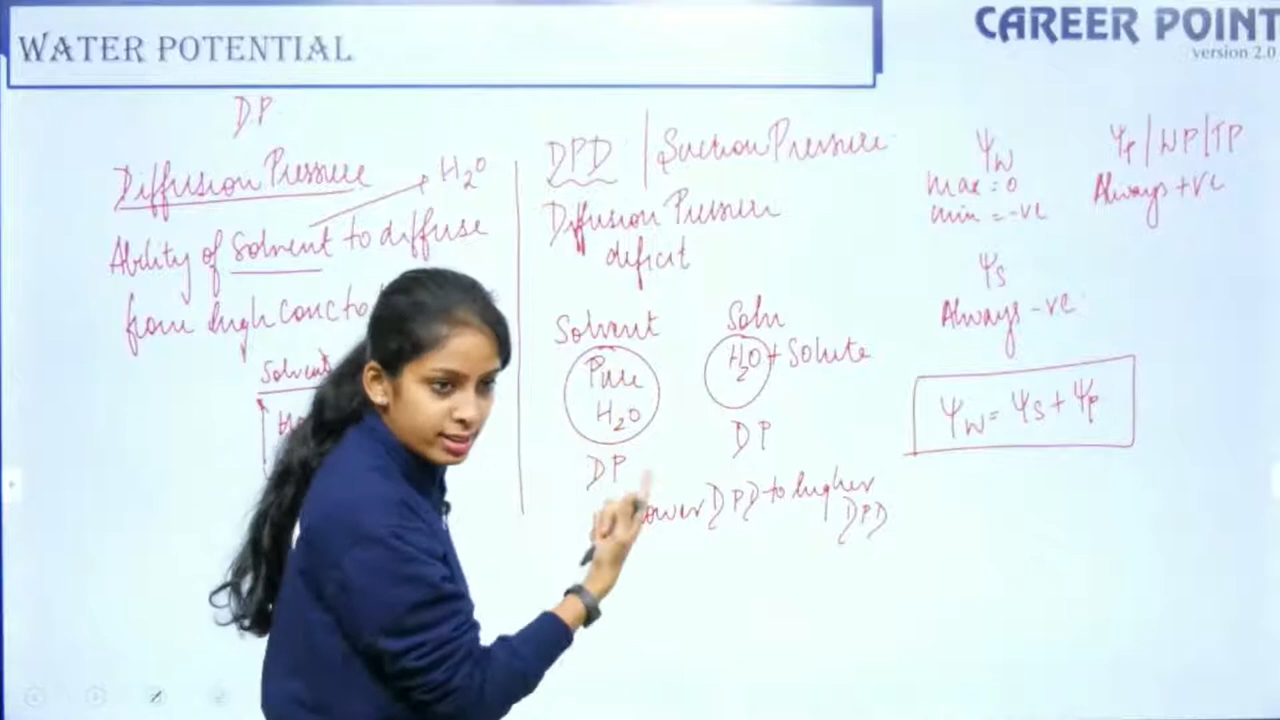 WATER POTENTIAL
CAREER POINT
version 2.0
DP
Diffusion Pressure
H2O
Ability of Solvent to diffuse
from high conc to
Solvent
DPD | Suction Pressure
Diffusion Pressure
deficit
Solvent
Pure
H2O
DP
Soln
H2O + Solute
DP
lower DPD to higher
DPD
Ψw
max = 0
min = -ve
Ψp | WP | TP
Always +ve
Ψs
Always -ve
Ψw = Ψs + Ψp